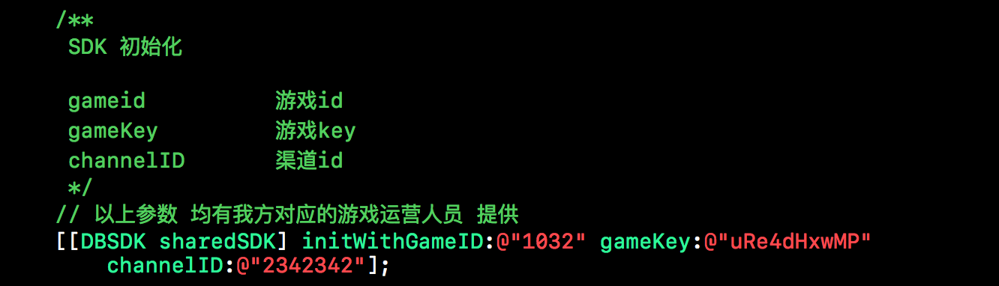 /**
SDK 初始化
gameid 游戏id
gameKey 游戏key
channelID 渠道id
*/
// 以上参数 均有我方对应的游戏运营人员 提供
[[DBSDK sharedSDK] initWithGameID:@"1032" gameKey:@"uRe4dHxwMP"
channelID:@"2342342"];